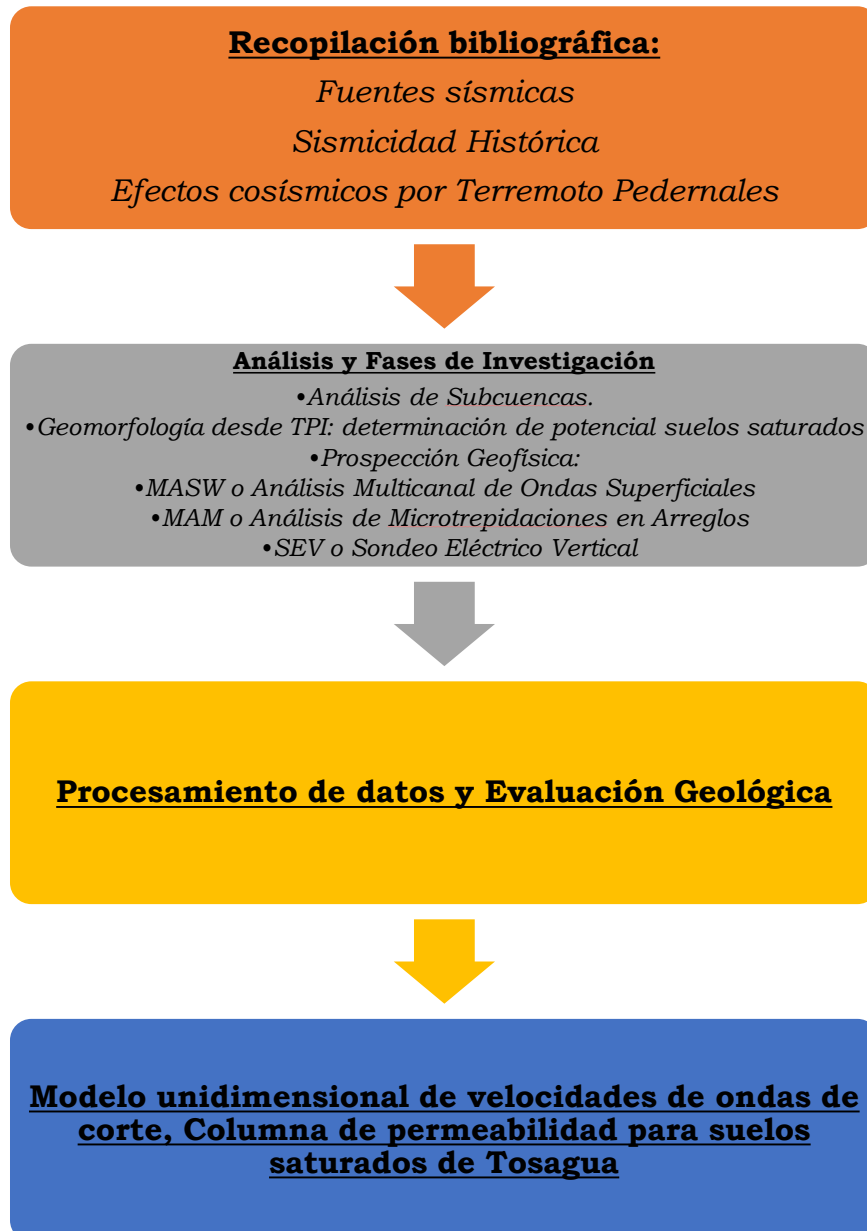 Recopilación bibliográfica:
Fuentes sísmicas
Sismicidad Histórica
Efectos cosísmicos por Terremoto Pedernales
Análisis y Fases de Investigación
•Análisis de Subcuencas.
•Geomorfología desde TPI: determinación de potencial suelos saturados
•Prospección Geofísica:
•MASW o Análisis Multicanal de Ondas Superficiales
•MAM o Análisis de Microtrepidaciones en Arreglos
•SEV o Sondeo Eléctrico Vertical
Procesamiento de datos y Evaluación Geológica
Modelo unidimensional de velocidades de ondas de
corte, Columna de permeabilidad para suelos
saturados de Tosagua